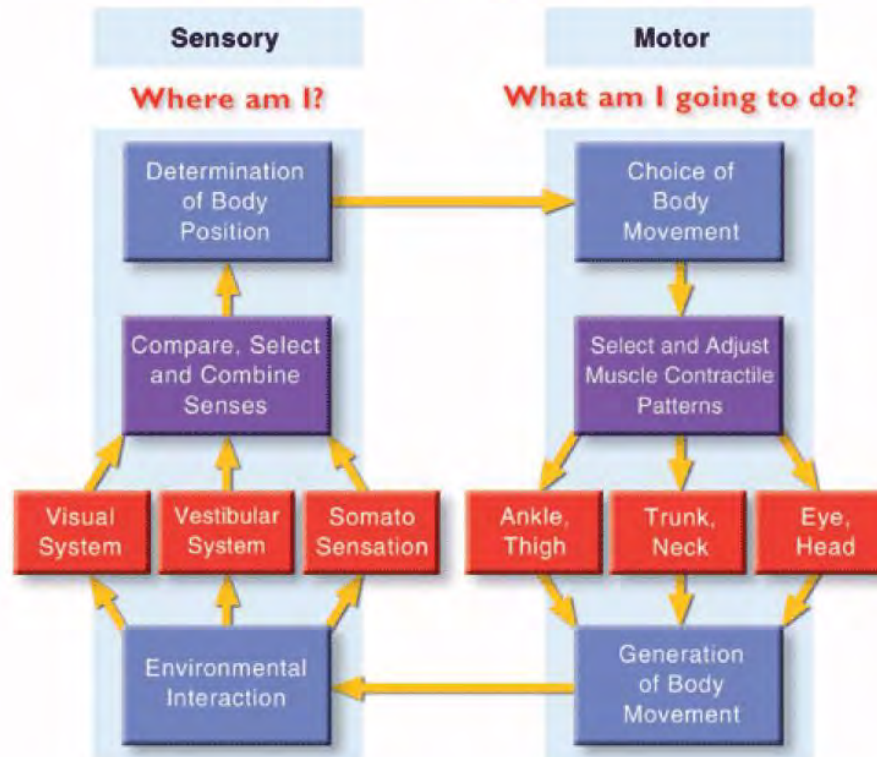 Sensory
Motor
Where am I?
What am I going to do?
Determination
of Body
Position
Choice of
Body
Movement
Compare, Select
and Combine
Senses
Select and Adjust
Muscle Contractile
Patterns
Visual
System
Vestibular
System
Somato
Sensation
Ankle,
Thigh
Trunk,
Neck
Eye,
Head
Environmental
Interaction
Generation
of Body
Movement